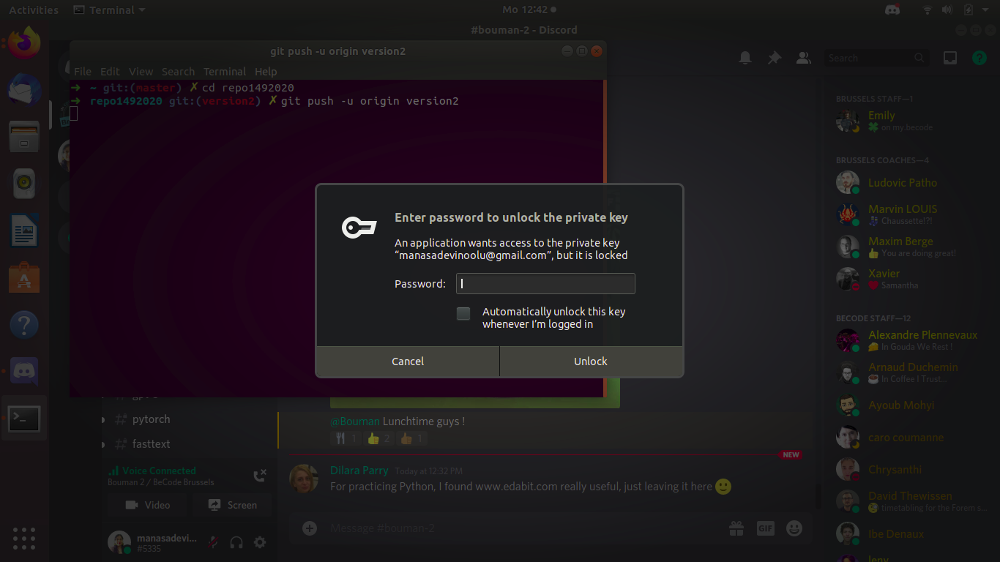 Activities
Terminal
Mo 12:42
#bouman-2 - Discord
git push -u origin version2
File Edit View Search Terminal Help
Search
➜ ~ git:(master) ✗ cd repo1492020
➜ repo1492020 git:(version2) ✗ git push -u origin version2
Enter password to unlock the private key
An application wants access to the private key
“manasadevinoolu@gmail.com”, but it is locked
Password:
Automatically unlock this key
whenever I’m logged in
Cancel
Unlock
pytorch
fasttext
Voice Connected
Bouman 2 / BeCode Brussels
Video
Screen
manasadevi...
#5335
@Bouman Lunchtime guys !
1
2
1
NEW
Dilara Parry Today at 12:32 PM
For practicing Python, I found www.edabit.com really useful, just leaving it here 🙂
Message #bouman-2
GIF
BRUSSELS STAFF—1
Emily
🍀 on my.becode
BRUSSELS COACHES—4
Ludovic Patho
Marvin LOUIS
🧦 Chaussette!?!
Maxim Berge
👍 You are doing great!
Xavier
❤️ Samantha
BECODE STAFF—12
Alexandre Plennevaux
🧀 In Gouda We Rest !
Arnaud Duchemin
☕ In Coffee I Trust...
Ayoub Mohyi
caro coumanne
Chrysanthi
David Thewissen
timetabling for the Forem s...
Ibe Denaux